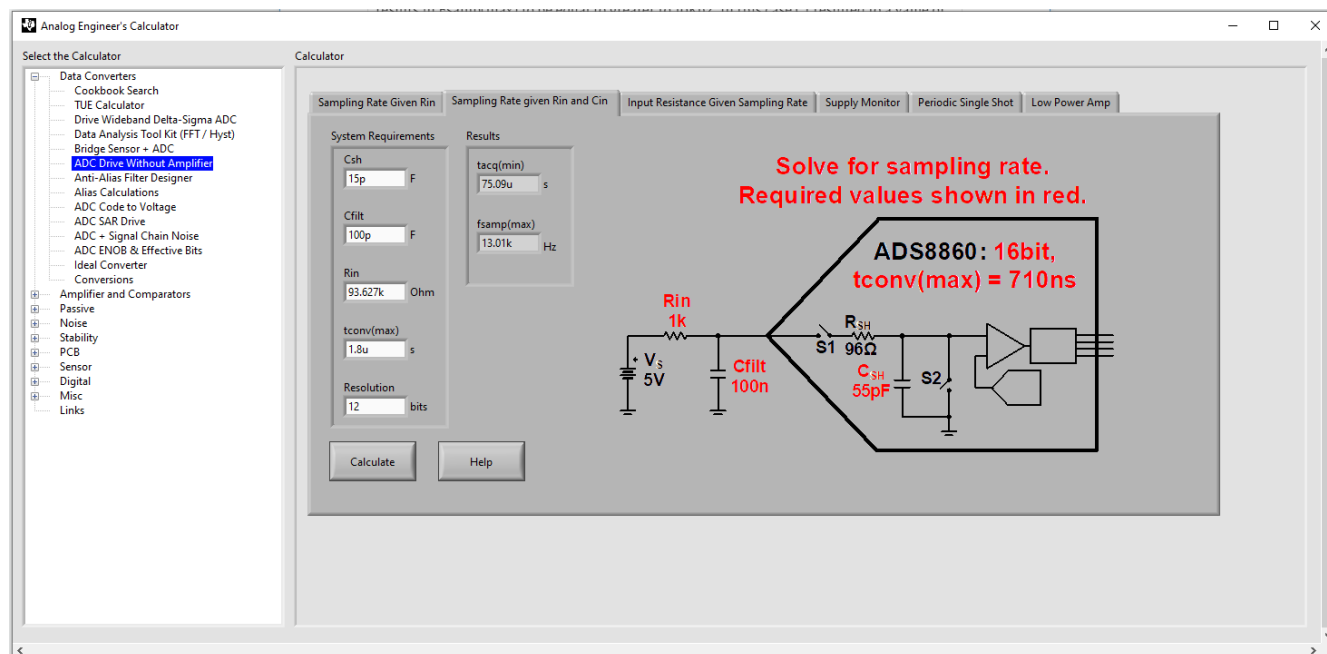 Analog Engineer's Calculator
Select the Calculator
Data Converters
Cookbook Search
TUE Calculator
Drive Wideband Delta-Sigma ADC
Data Analysis Tool Kit (FFT / Hyst)
Bridge Sensor + ADC
ADC Drive Without Amplifier
Anti-Alias Filter Designer
Alias Calculations
ADC Code to Voltage
ADC SAR Drive
ADC + Signal Chain Noise
ADC ENOB & Effective Bits
Ideal Converter
Conversions
Amplifier and Comparators
Passive
Noise
Stability
PCB
Sensor
Digital
Misc
Links
Calculator
Sampling Rate Given Rin
Sampling Rate given Rin and Cin
Input Resistance Given Sampling Rate
Supply Monitor
Periodic Single Shot
Low Power Amp
System Requirements
Csh
15p F
Cfilt
100p F
Rin
93.627k Ohm
tconv(max)
1.8u s
Resolution
12 bits
Results
tacq(min)
75.09u s
fsamp(max)
13.01k Hz
Calculate
Help
Solve for sampling rate.
Required values shown in red.
ADS8860: 16bit,
tconv(max) = 710ns
Rin
1k
VS
5V
Cfilt
100n
S1
RSH
96Ω
CSH
55pF
S2